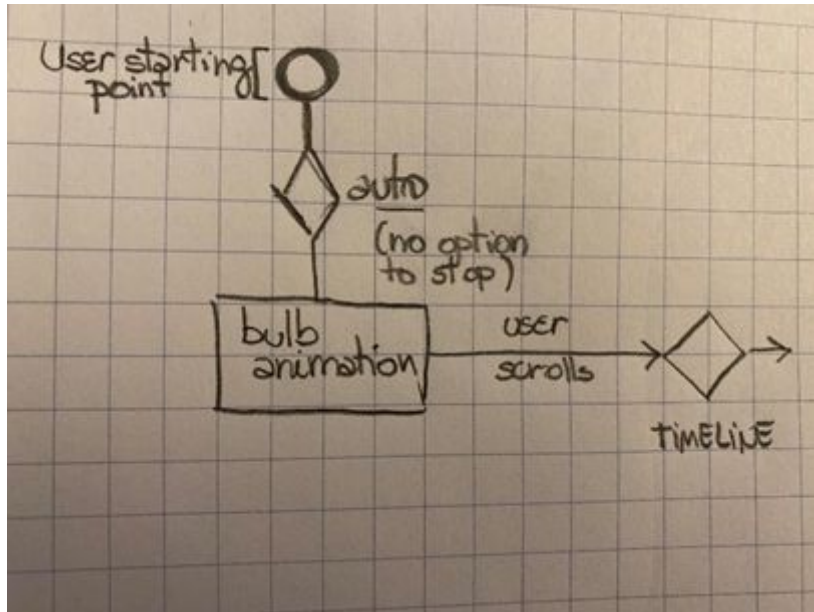 User starting
point
auto
(no option
to stop)
bulb
animation
user
scrolls
TIMELINE